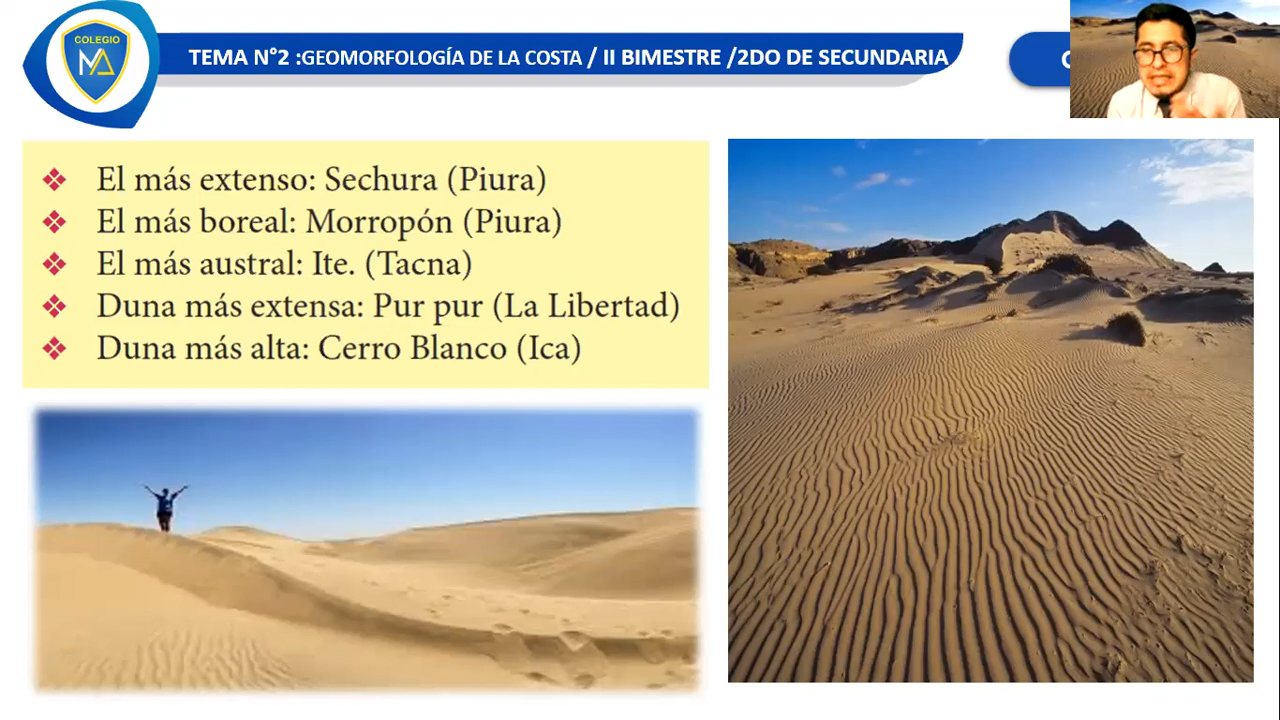 COLEGIO
MA
TEMA N°2 :GEOMORFOLOGÍA DE LA COSTA / II BIMESTRE /2DO DE SECUNDARIA
El más extenso: Sechura (Piura)
El más boreal: Morropón (Piura)
El más austral: Ite. (Tacna)
Duna más extensa: Pur pur (La Libertad)
Duna más alta: Cerro Blanco (Ica)